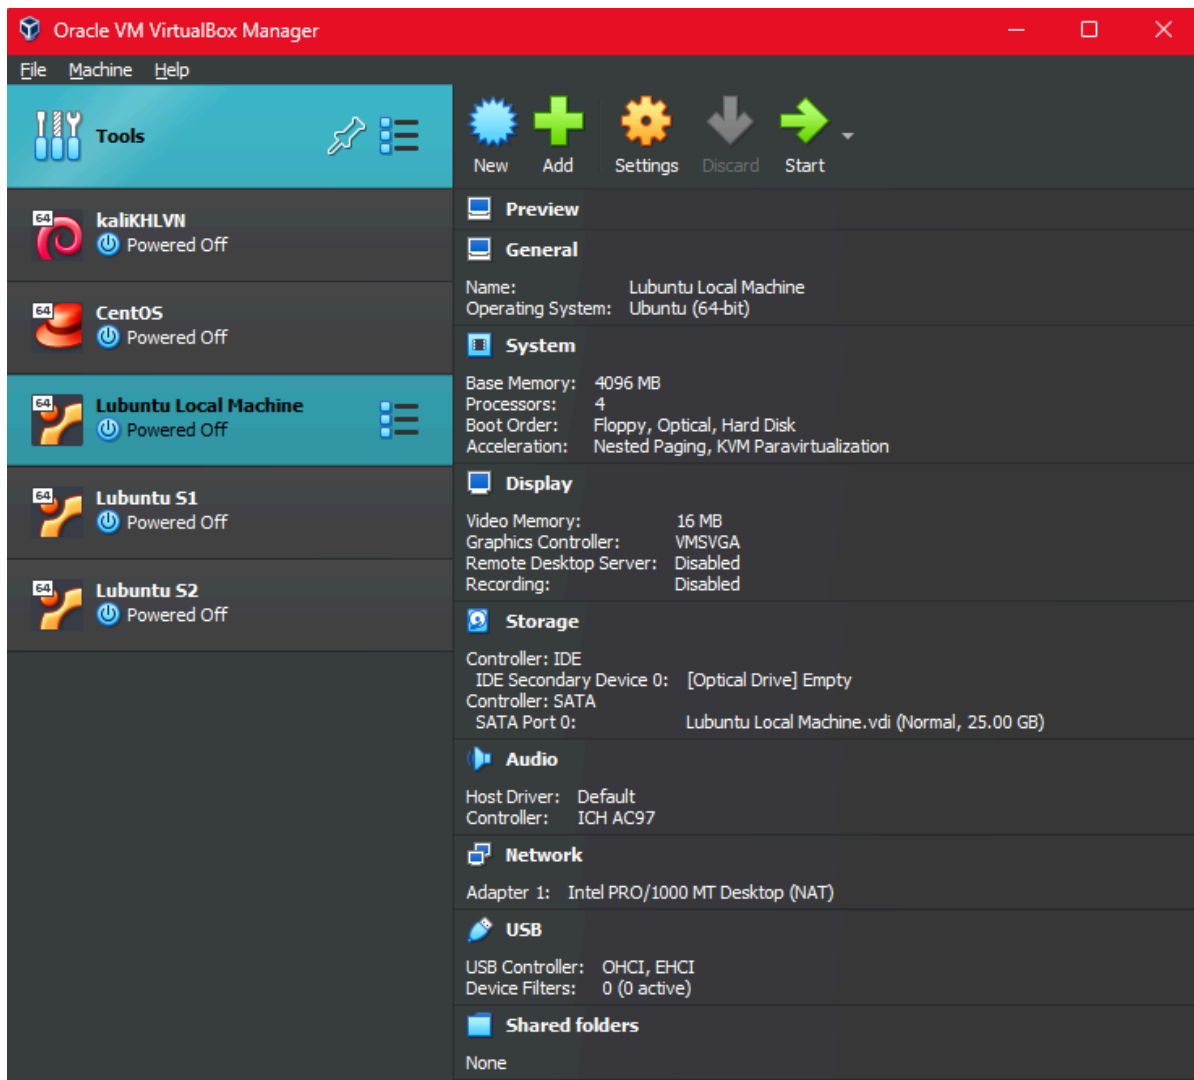 Oracle VM VirtualBox Manager
File Machine Help
Tools
New Add Settings Discard Start
64 kaliKHLVN
Powered Off
64 CentOS
Powered Off
64 Lubuntu Local Machine
Powered Off
64 Lubuntu S1
Powered Off
64 Lubuntu S2
Powered Off
Preview
General
Name: Lubuntu Local Machine
Operating System: Ubuntu (64-bit)
System
Base Memory: 4096 MB
Processors: 4
Boot Order: Floppy, Optical, Hard Disk
Acceleration: Nested Paging, KVM Paravirtualization
Display
Video Memory: 16 MB
Graphics Controller: VMSVGA
Remote Desktop Server: Disabled
Recording: Disabled
Storage
Controller: IDE
IDE Secondary Device 0: [Optical Drive] Empty
Controller: SATA
SATA Port 0: Lubuntu Local Machine.vdi (Normal, 25.00 GB)
Audio
Host Driver: Default
Controller: ICH AC97
Network
Adapter 1: Intel PRO/1000 MT Desktop (NAT)
USB
USB Controller: OHCI, EHCI
Device Filters: 0 (0 active)
Shared folders
None